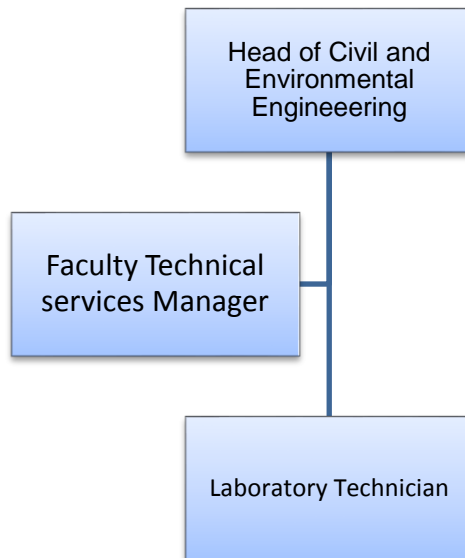 Head of Civil and
Environmental
Engineeering
Faculty Technical
services Manager
Laboratory Technician